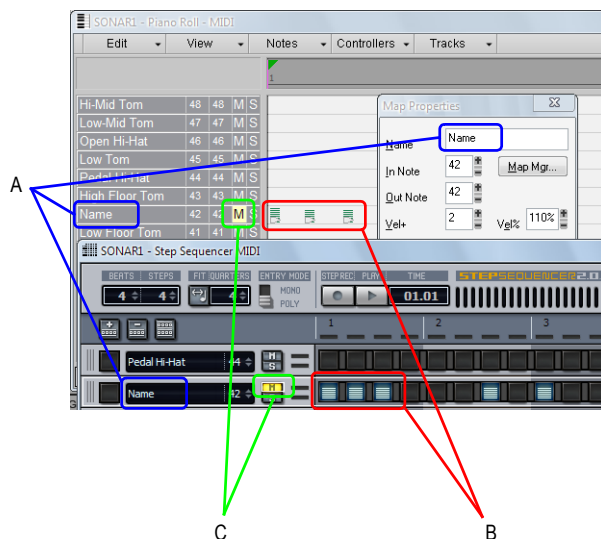 SONAR1 - Piano Roll - MIDI
Edit View Notes Controllers Tracks
1
Hi-Mid Tom 48 48 M S
Low-Mid Tom 47 47 M S
Open Hi-Hat 46 46 M S
Low Tom 45 45 M S
Pedal Hi-Hat 44 44 M S
High Floor Tom 43 43 M S
Name 42 42 M S
Low Floor Tom 41 41 M S
Map Properties
Name Name
In Note 42 Map Mgr...
Out Note 42
Vel+ 2 Vel% 110%
A
SONAR1 - Step Sequencer MIDI
BEATS STEPS FIT QUARTERS ENTRY MODE STEP REC PLAY TIME STEPSEQUENCER2.0
4 4 4 MONO POLY 01.01
1 2 3
Pedal Hi-Hat 44 M S
Name 42 M
C B